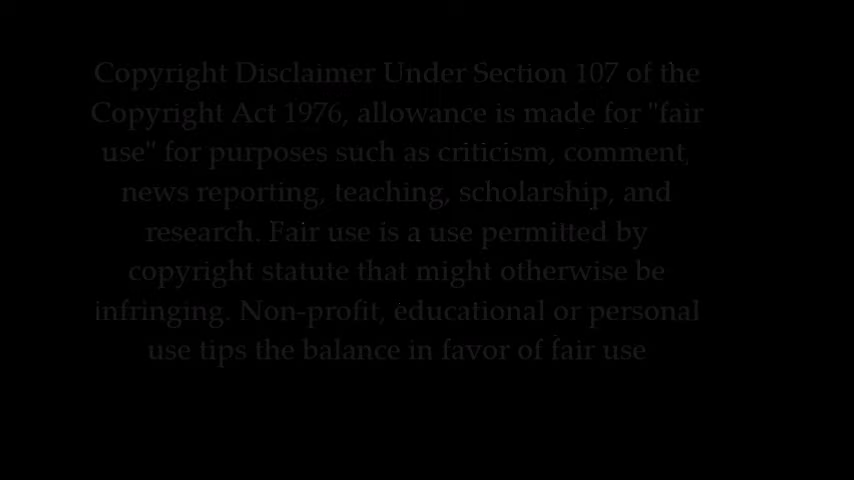 Copyright Disclaimer Under Section 107 of the
Copyright Act 1976, allowance is made for "fair
use" for purposes such as criticism, comment,
news reporting, teaching, scholarship, and
research. Fair use is a use permitted by
copyright statute that might otherwise be
infringing. Non-profit, educational or personal
use tips the balance in favor of fair use